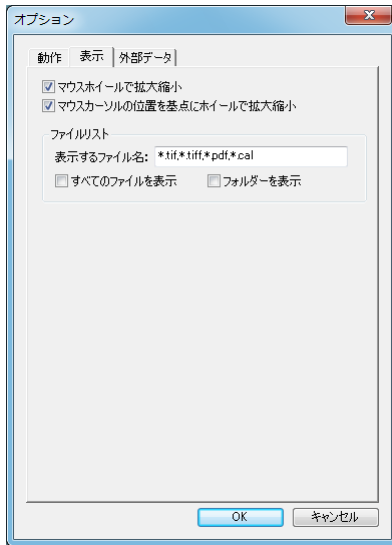 オプション
動作 表示 外部データ
マウスホイールで拡大縮小
マウスカーソルの位置を基点にホイールで拡大縮小
ファイルリスト
表示するファイル名: *.tif,*.tiff,*.pdf,*.cal
すべてのファイルを表示 フォルダーを表示
OK キャンセル